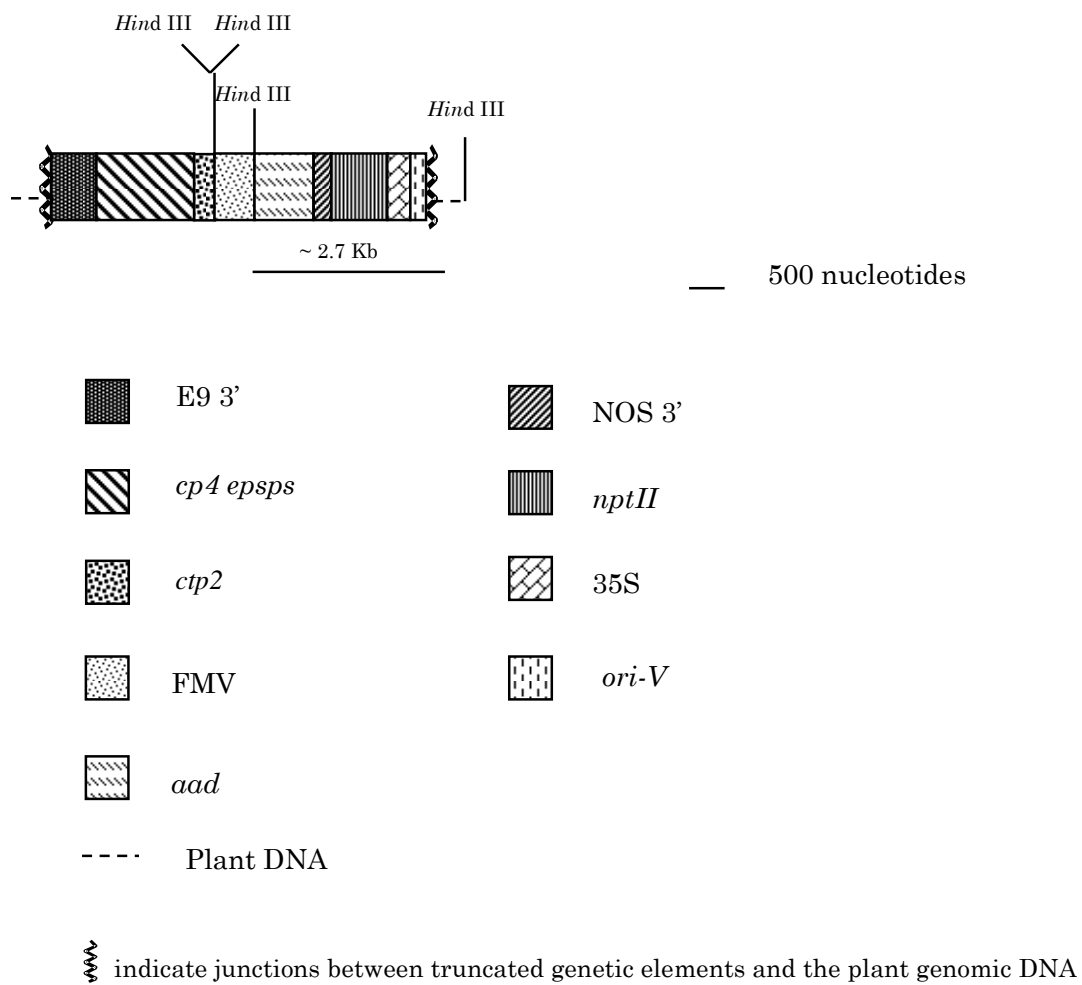 Hind III Hind III
Hind III
Hind III
~ 2.7 Kb
500 nucleotides
E9 3’
NOS 3’
cp4 epsps
nptII
ctp2
35S
FMV
ori-V
aad
Plant DNA
indicate junctions between truncated genetic elements and the plant genomic DNA